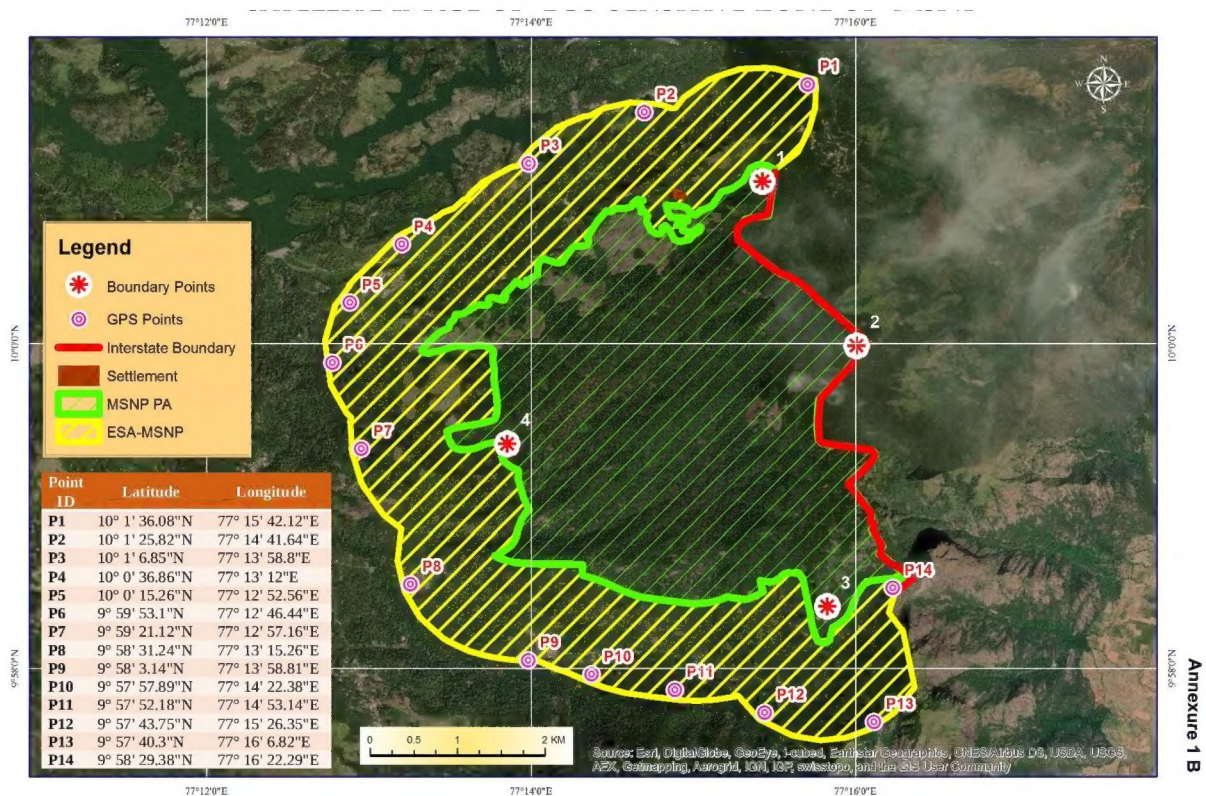 77°12'0"E 77°14'0"E 77°16'0"E
P1
P2
P3
1
N
W E
S
P4
P5
P6
2
10°0'0"N
10°0'0"N
Legend
Boundary Points
GPS Points
Interstate Boundary
Settlement
MSNP PA
ESA-MSNP
P7
4
P8
P14
3
P9
P10
P11
P12
P13
9°58'0"N
9°58'0"N
Point ID Latitude Longitude
P1 10° 1' 36.08"N 77° 15' 42.12"E
P2 10° 1' 25.82"N 77° 14' 41.64"E
P3 10° 1' 6.85"N 77° 13' 58.8"E
P4 10° 0' 36.86"N 77° 13' 12"E
P5 10° 0' 15.26"N 77° 12' 52.56"E
P6 9° 59' 53.1"N 77° 12' 46.44"E
P7 9° 59' 21.12"N 77° 12' 57.16"E
P8 9° 58' 31.24"N 77° 13' 15.26"E
P9 9° 58' 3.14"N 77° 13' 58.81"E
P10 9° 57' 57.89"N 77° 14' 22.38"E
P11 9° 57' 52.18"N 77° 14' 53.14"E
P12 9° 57' 43.75"N 77° 15' 26.35"E
P13 9° 57' 40.3"N 77° 16' 6.82"E
P14 9° 58' 29.38"N 77° 16' 22.29"E
0 0.5 1 2 KM
Source: Esri, DigitalGlobe, GeoEye, i-cubed, Earthstar Geographics, CNES/Airbus DS, USDA, USGS,
AEX, Getmapping, Aerogrid, IGN, IGP, swisstopo, and the GIS User Community
77°12'0"E 77°14'0"E 77°16'0"E
Annexure 1 B